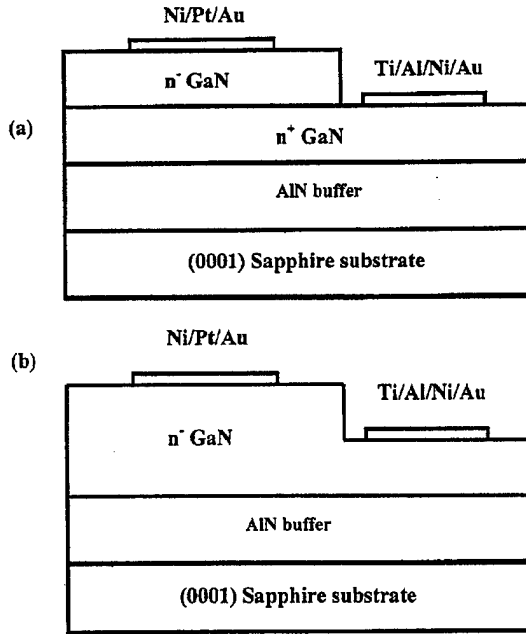 Ni/Pt/Au
n⁻ GaN
Ti/Al/Ni/Au
(a)
n⁺ GaN
AlN buffer
(0001) Sapphire substrate
Ni/Pt/Au
(b)
Ti/Al/Ni/Au
n⁻ GaN
AlN buffer
(0001) Sapphire substrate